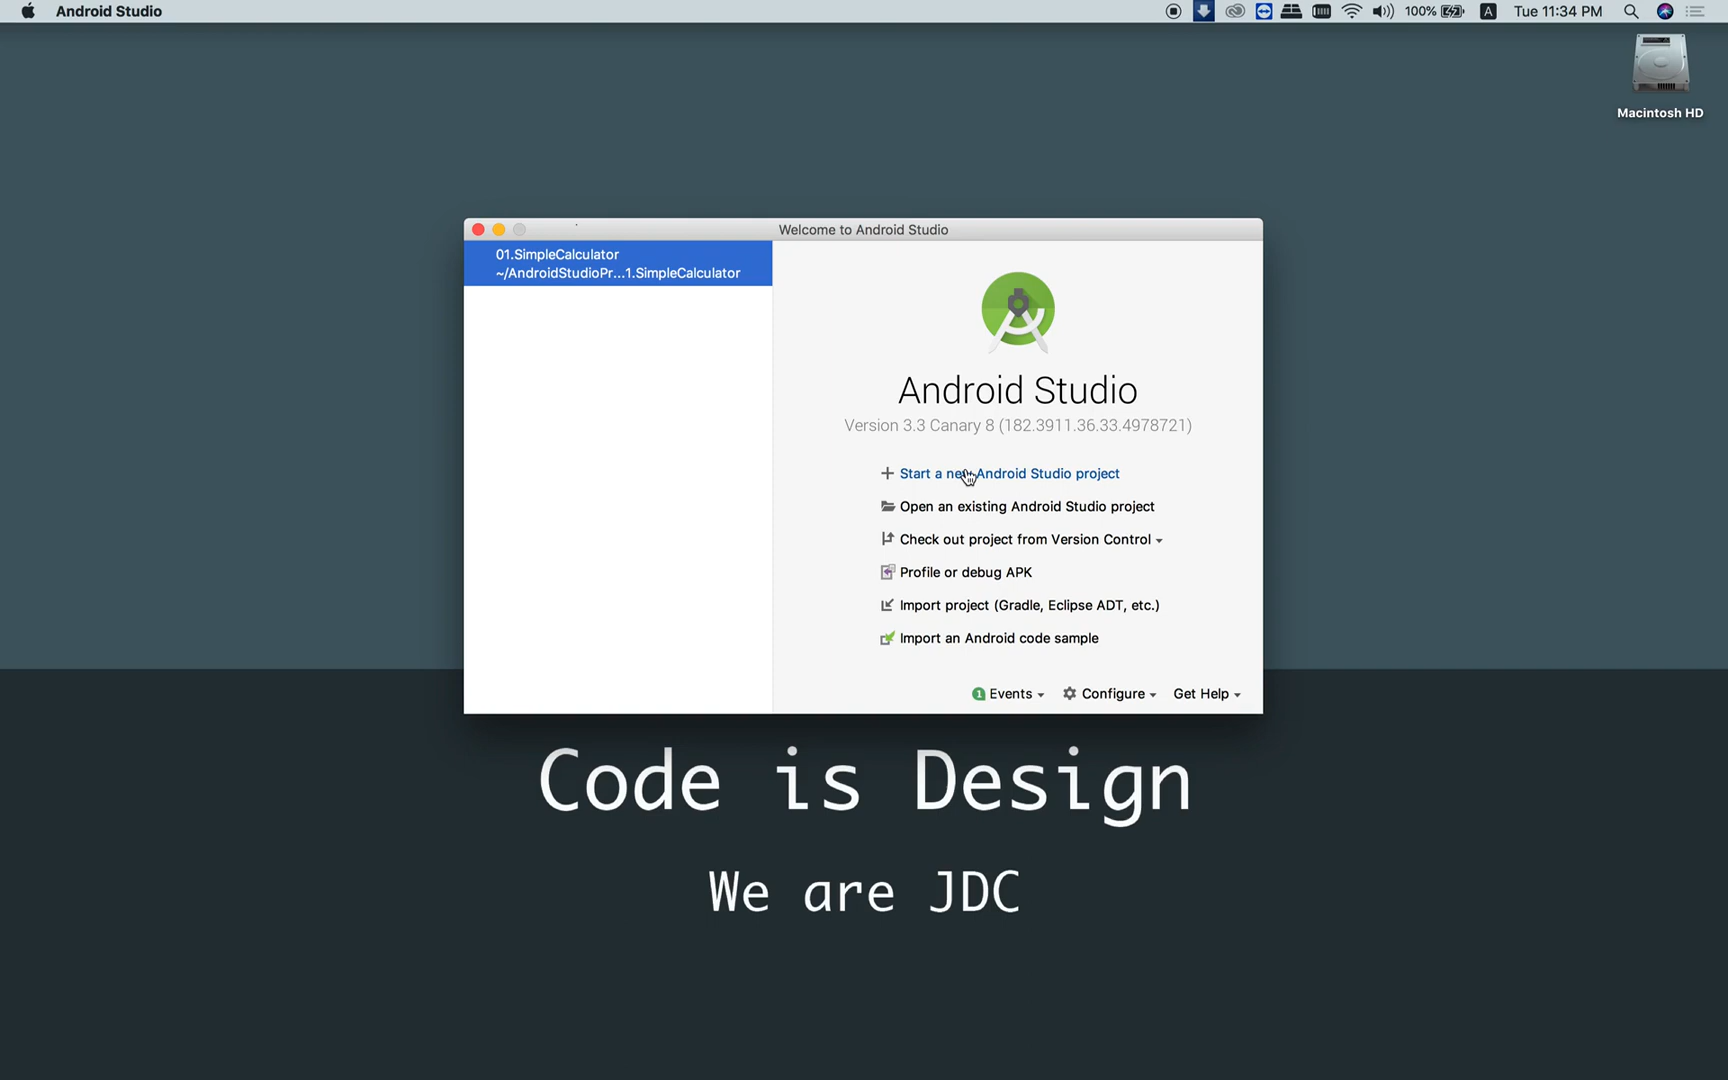 Android Studio
100%
A
Tue 11:34 PM
Macintosh HD
Welcome to Android Studio
01.SimpleCalculator
~/AndroidStudioPr...1.SimpleCalculator
Android Studio
Version 3.3 Canary 8 (182.3911.36.33.4978721)
Start a new Android Studio project
Open an existing Android Studio project
Check out project from Version Control
Profile or debug APK
Import project (Gradle, Eclipse ADT, etc.)
Import an Android code sample
1 Events
Configure
Get Help
Code is Design
We are JDC